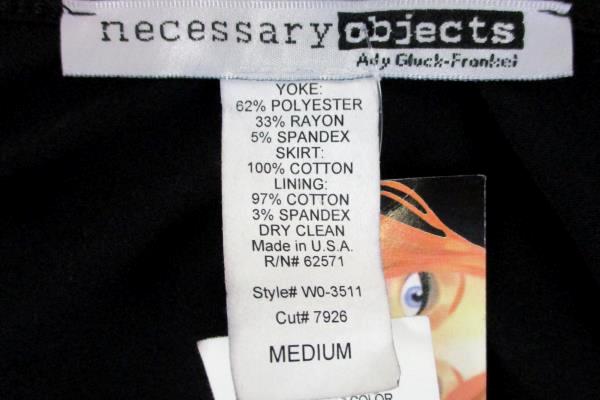 necessary objects
Ady Gluck-Frankel
YOKE:
62% POLYESTER
33% RAYON
5% SPANDEX
SKIRT:
100% COTTON
LINING:
97% COTTON
3% SPANDEX
DRY CLEAN
Made in U.S.A.
R/N# 62571
Style# W0-3511
Cut# 7926
MEDIUM
COLOR